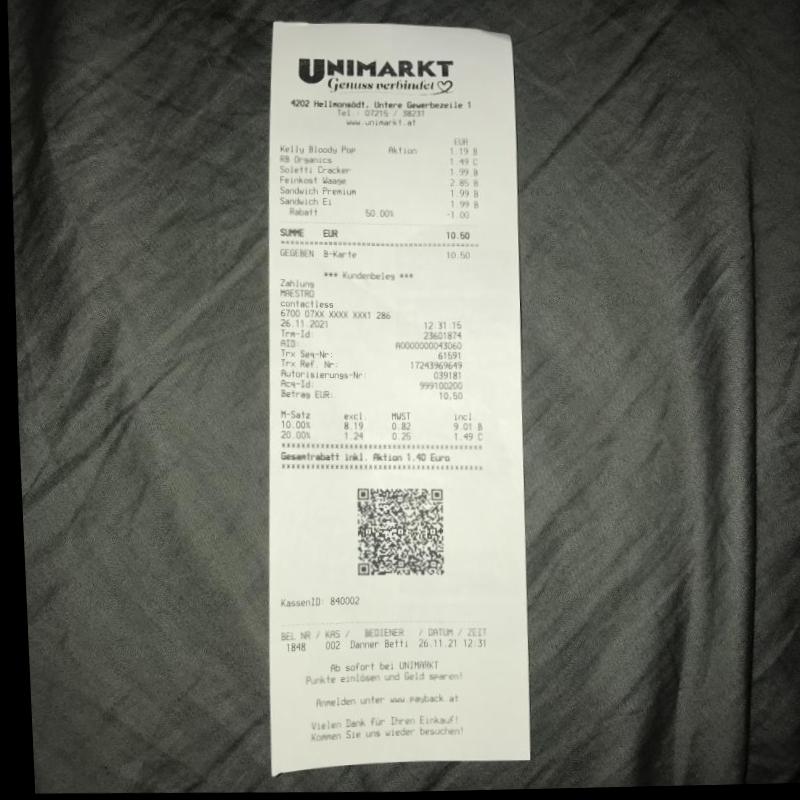 UNIMARKT
Genuss verbindet
4202 Hellmonsödt, Untere Gewerbezeile 1
Tel.: 07215 / 38231
www.unimarkt.at
EUR
Kelly Bloody Pop Aktion 1.19 B
RB Organics 1.49 C
Soletti Cracker 1.99 B
Feinkost Waage 2.85 B
Sandwich Premium 1.99 B
Sandwich Ei 1.99 B
Rabatt 50.00% -1.00
SUMME EUR 10.50
GEGEBEN B-Karte 10.50
*** Kundenbeleg ***
Zahlung
MAESTRO
contactless
6700 07XX XXXX XXX1 286
26.11.2021 12:31:15
Trm-Id: 23601874
AID: A0000000043060
Trx Seq-Nr: 61591
Trx Ref. Nr: 17243969649
Autorisierungs-Nr: 039181
Acq-Id: 999100200
Betrag EUR: 10,50
M-Satz excl. MWST incl.
10.00% 8.19 0.82 9.01 B
20.00% 1.24 0.25 1.49 C
Gesamtrabatt inkl. Aktion 1.40 Euro
KassenID: 840002
BEL NR / KAS / BEDIENER / DATUM / ZEIT
1848 002 Danner Betti 26.11.21 12:31
Ab sofort bei UNIMARKT
Punkte einlösen und Geld sparen!
Anmelden unter www.payback.at
Vielen Dank für Ihren Einkauf!
Kommen Sie uns wieder besuchen!